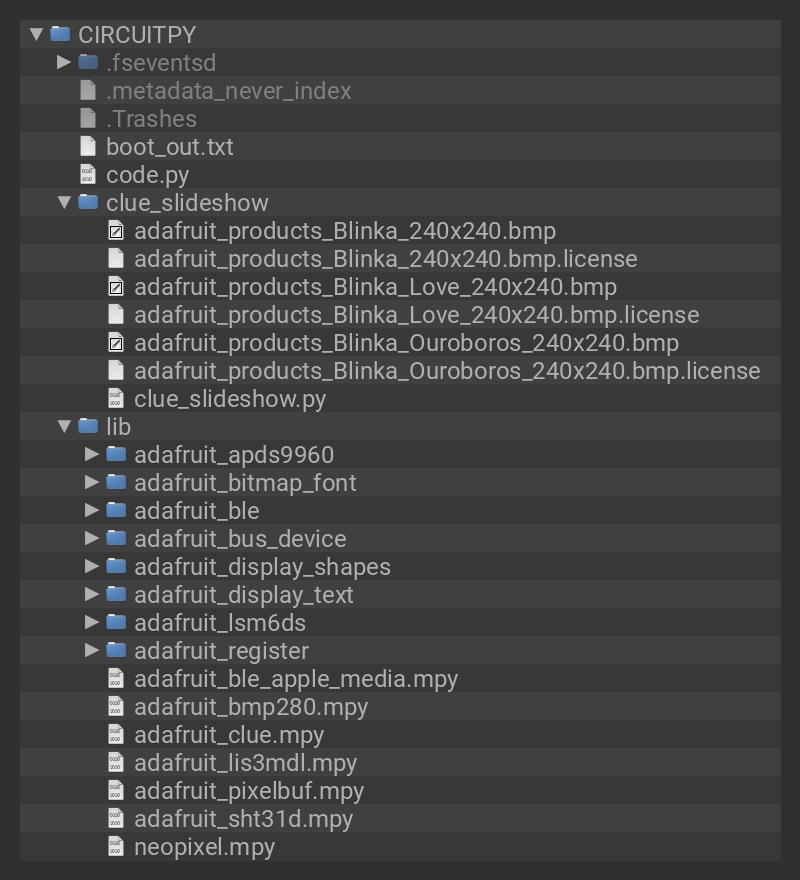 CIRCUITPY
.fseventsd
.metadata_never_index
.Trashes
boot_out.txt
code.py
clue_slideshow
adafruit_products_Blinka_240x240.bmp
adafruit_products_Blinka_240x240.bmp.license
adafruit_products_Blinka_Love_240x240.bmp
adafruit_products_Blinka_Love_240x240.bmp.license
adafruit_products_Blinka_Ouroboros_240x240.bmp
adafruit_products_Blinka_Ouroboros_240x240.bmp.license
clue_slideshow.py
lib
adafruit_apds9960
adafruit_bitmap_font
adafruit_ble
adafruit_bus_device
adafruit_display_shapes
adafruit_display_text
adafruit_lsm6ds
adafruit_register
adafruit_ble_apple_media.mpy
adafruit_bmp280.mpy
adafruit_clue.mpy
adafruit_lis3mdl.mpy
adafruit_pixelbuf.mpy
adafruit_sht31d.mpy
neopixel.mpy